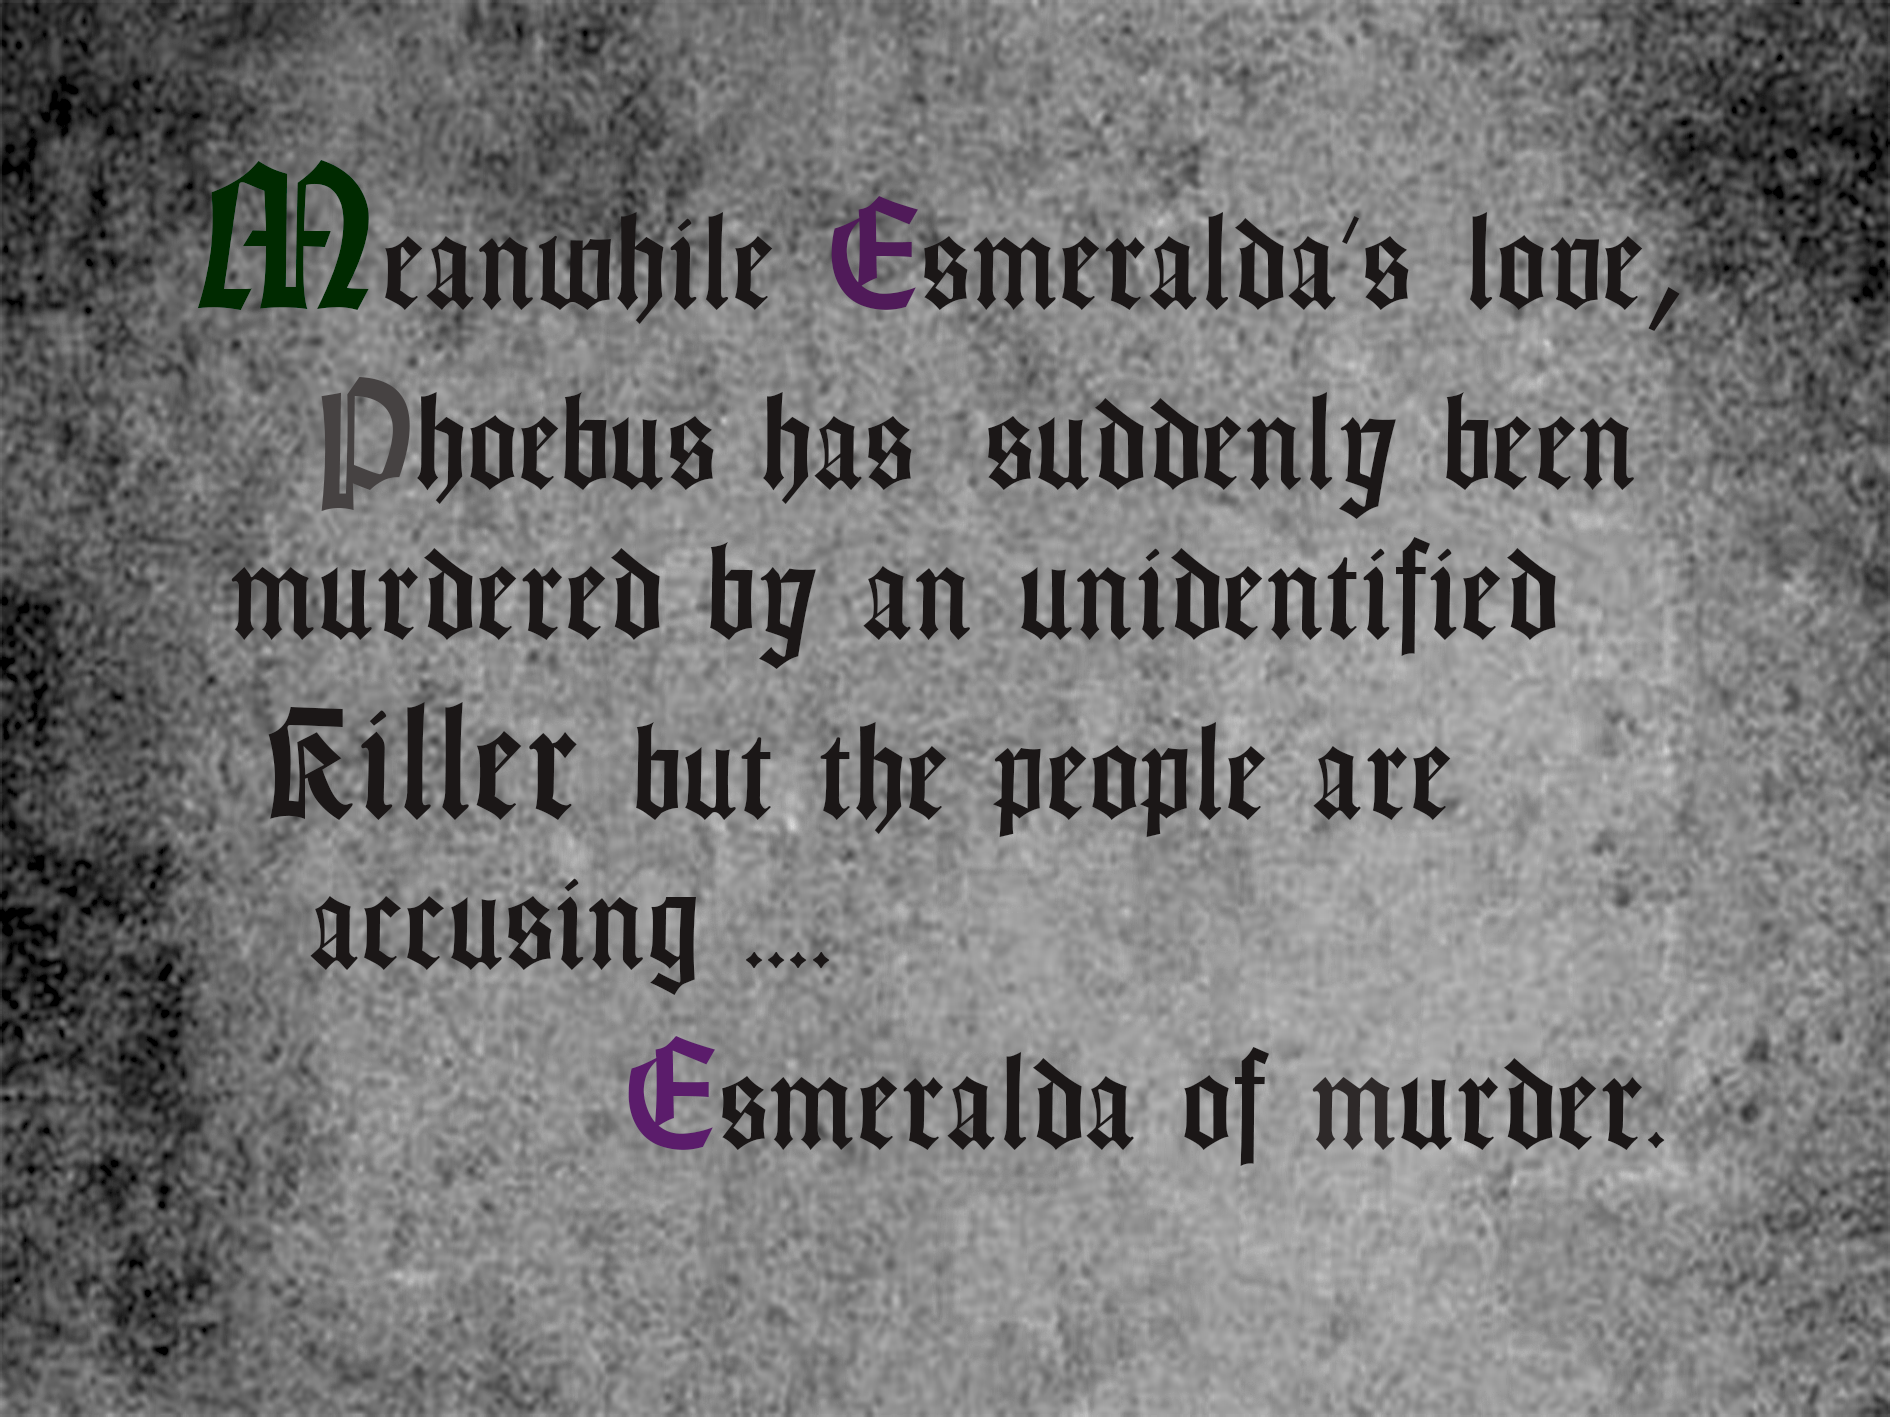 Meanwhile Esmeralda's love,
Phoebus has suddenly been
murdered by an unidentified
Killer but the people are
accusing ....
Esmeralda of murder.